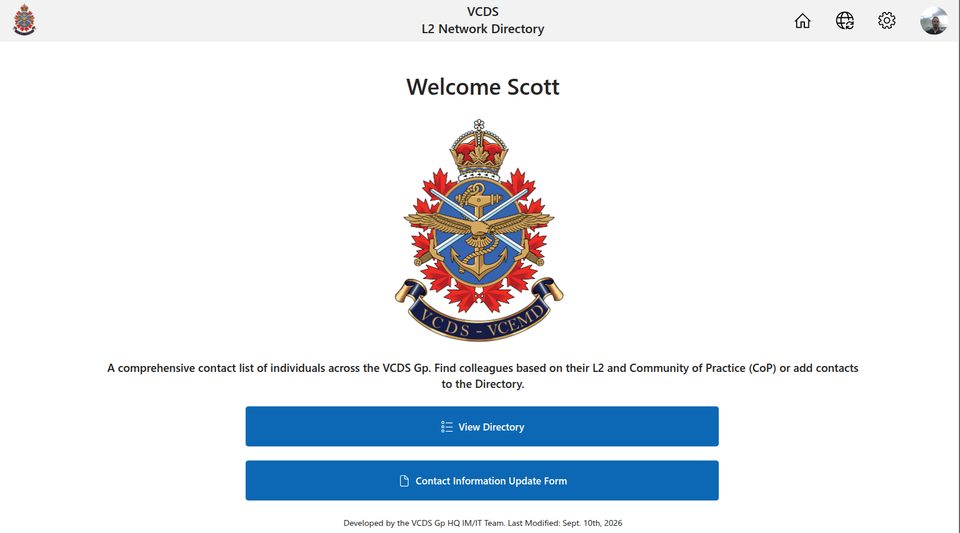 VCDS
L2 Network Directory
Welcome Scott
VCDS - VCEMD
A comprehensive contact list of individuals across the VCDS Gp. Find colleagues based on their L2 and Community of Practice (CoP) or add contacts
to the Directory.
View Directory
Contact Information Update Form
Developed by the VCDS Gp HQ IM/IT Team. Last Modified: Sept. 10th, 2026